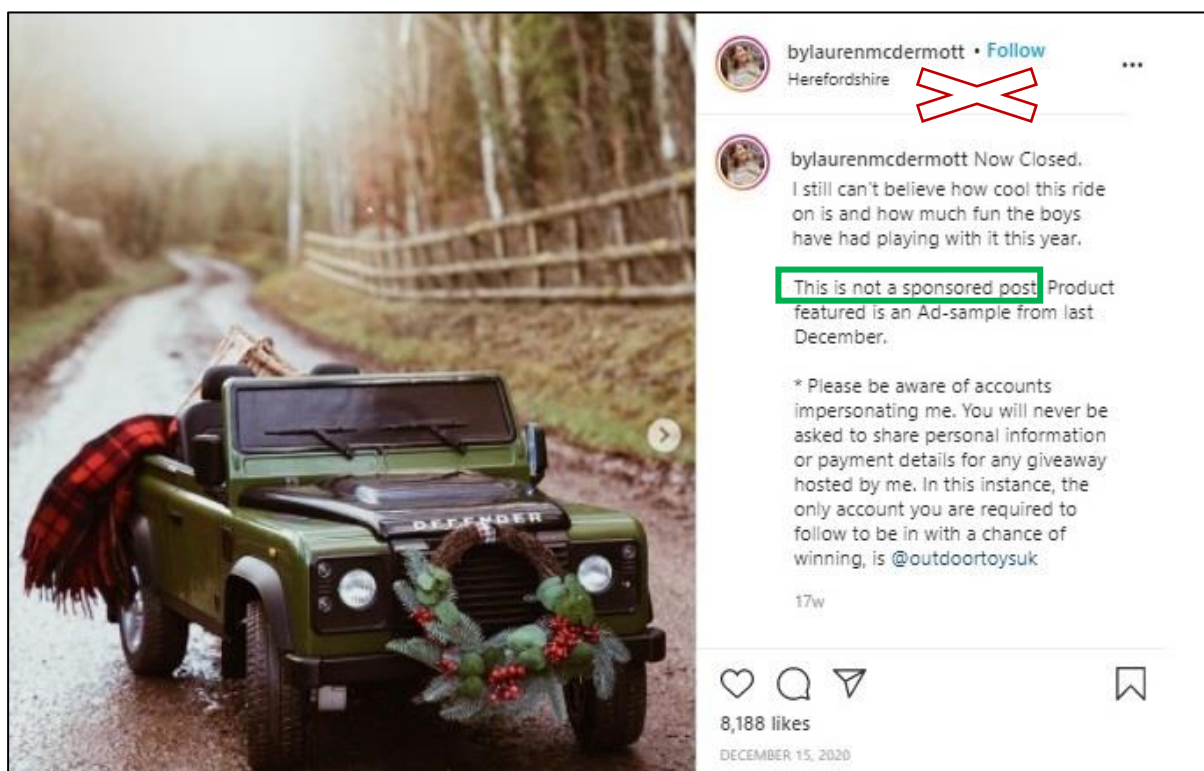 bylaurenmcdermott • Follow
Herefordshire
bylaurenmcdermott Now Closed.
I still can't believe how cool this ride
on is and how much fun the boys
have had playing with it this year.
This is not a sponsored post. Product
featured is an Ad-sample from last
December.
* Please be aware of accounts
impersonating me. You will never be
asked to share personal information
or payment details for any giveaway
hosted by me. In this instance, the
only account you are required to
follow to be in with a chance of
winning, is @outdoortoysuk
17w
8,188 likes
DECEMBER 15, 2020
DEFENDER